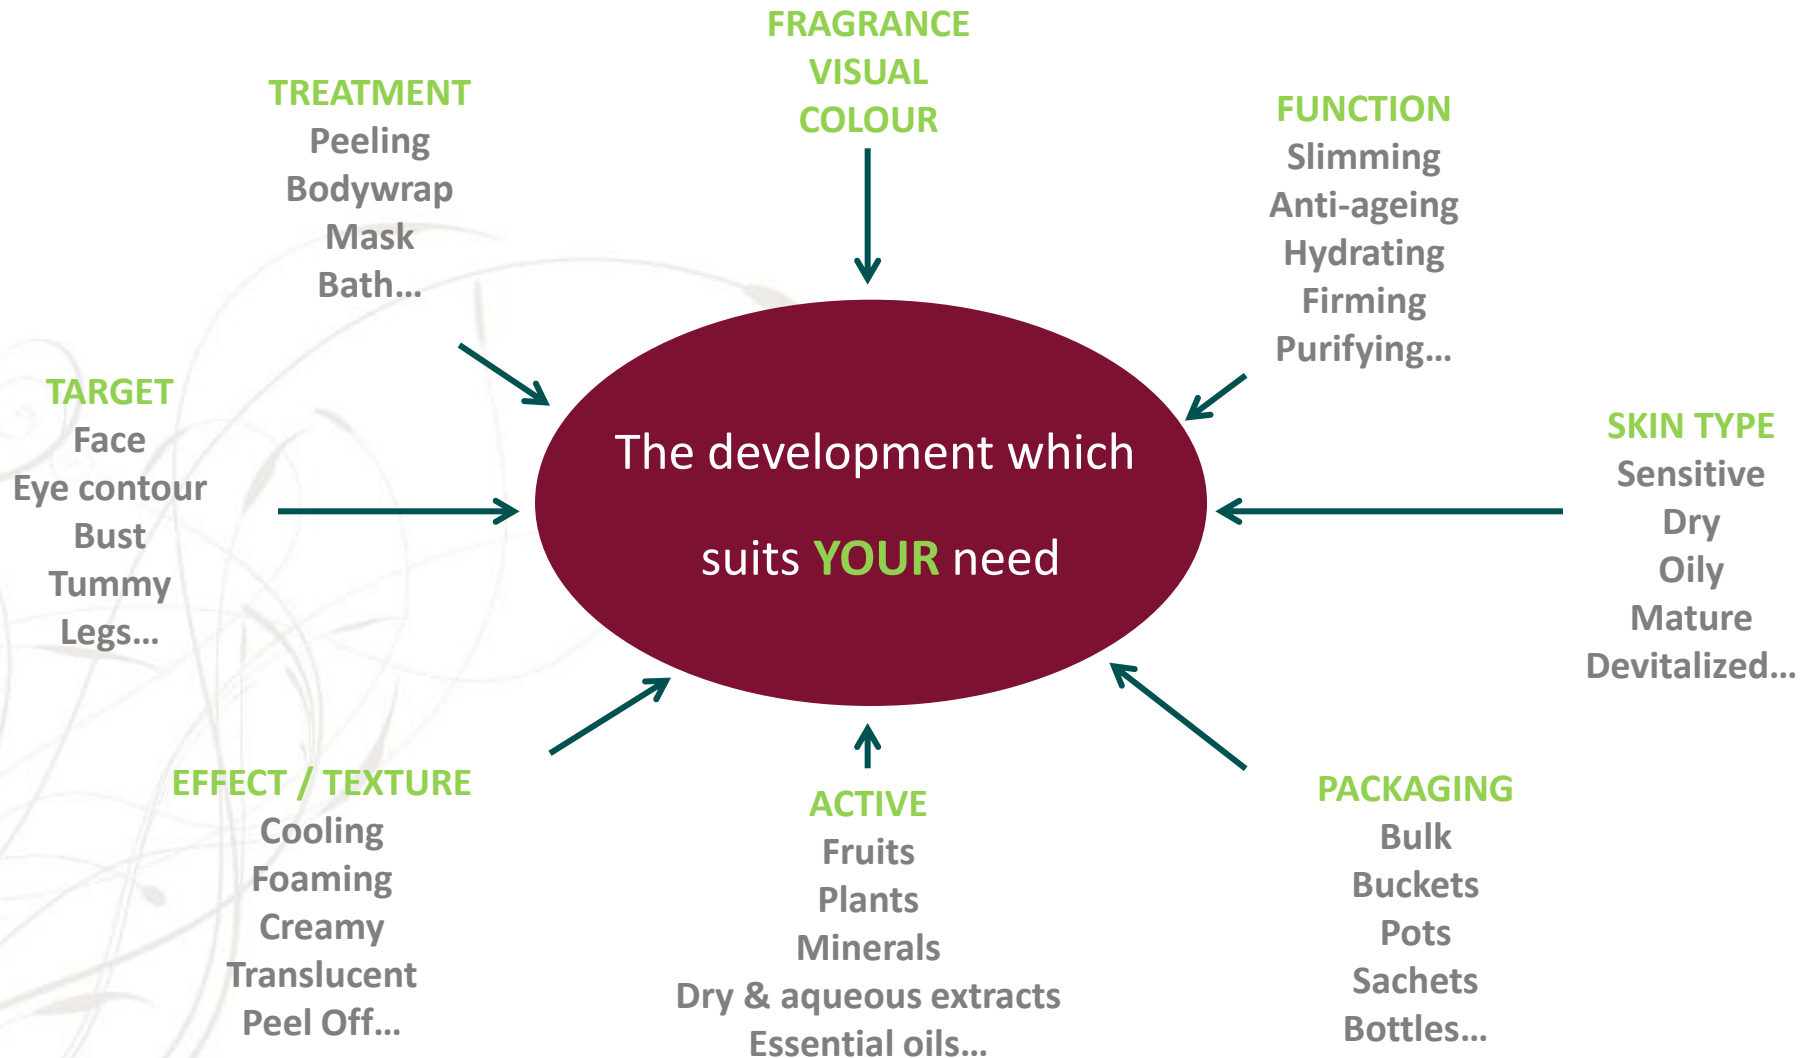 FRAGRANCE
VISUAL
COLOUR
TREATMENT
Peeling
Bodywrap
Mask
Bath...
FUNCTION
Slimming
Anti-ageing
Hydrating
Firming
Purifying...
TARGET
Face
Eye contour
Bust
Tummy
Legs...
The development which
suits YOUR need
SKIN TYPE
Sensitive
Dry
Oily
Mature
Devitalized...
EFFECT / TEXTURE
Cooling
Foaming
Creamy
Translucent
Peel Off...
ACTIVE
Fruits
Plants
Minerals
Dry & aqueous extracts
Essential oils...
PACKAGING
Bulk
Buckets
Pots
Sachets
Bottles...